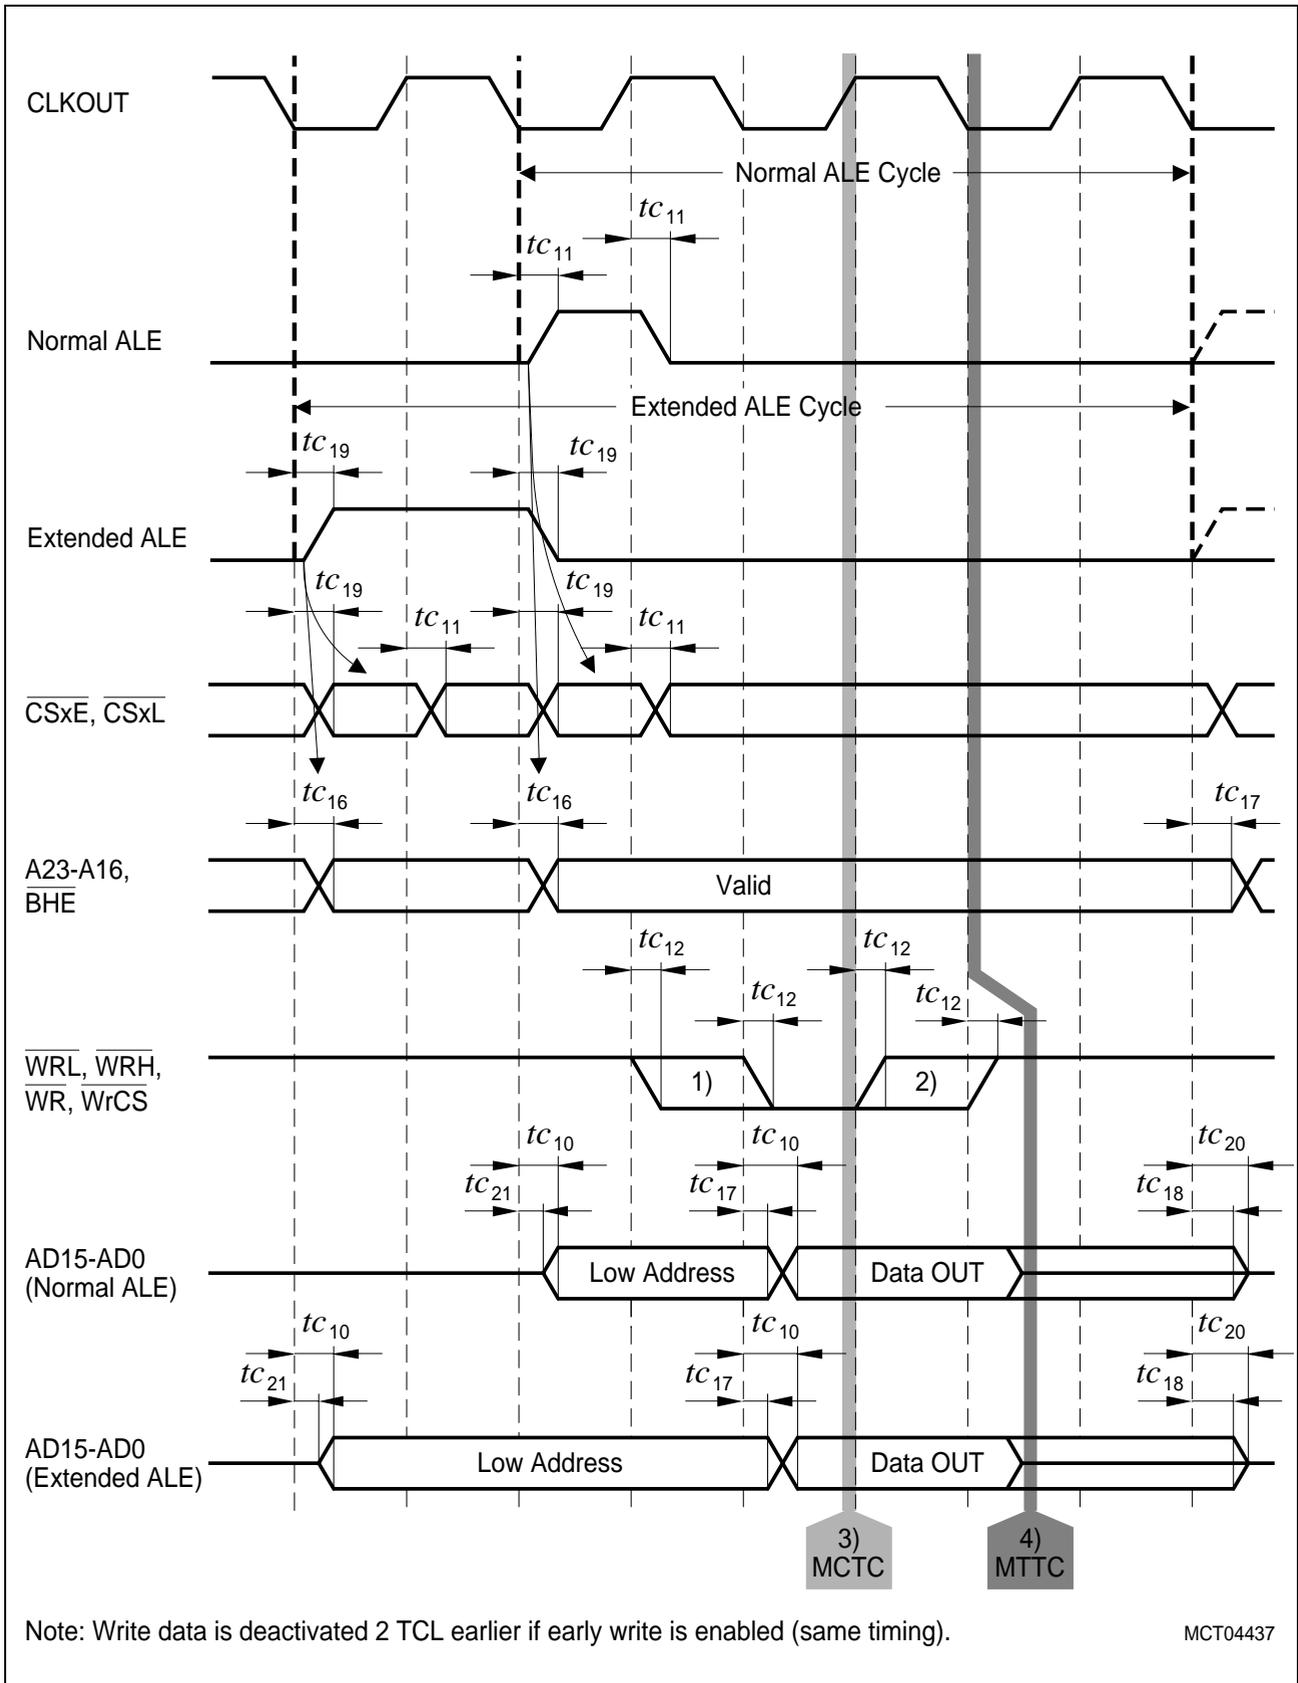 CLKOUT
Normal ALE Cycle
tc11
tc11
Normal ALE
Extended ALE Cycle
tc19
tc19
Extended ALE
tc19
tc19
tc11
tc11
CSxE, CSxL
tc16
tc16
tc17
A23-A16,
BHE
Valid
tc12
tc12
tc12
tc12
WRL, WRH,
WR, WrCS
1)
2)
tc10
tc10
tc20
tc21
tc17
tc18
AD15-AD0
(Normal ALE)
Low Address
Data OUT
tc10
tc10
tc20
tc21
tc17
tc18
AD15-AD0
(Extended ALE)
Low Address
Data OUT
3)
MCTC
4)
MTTC
Note: Write data is deactivated 2 TCL earlier if early write is enabled (same timing).
MCT04437